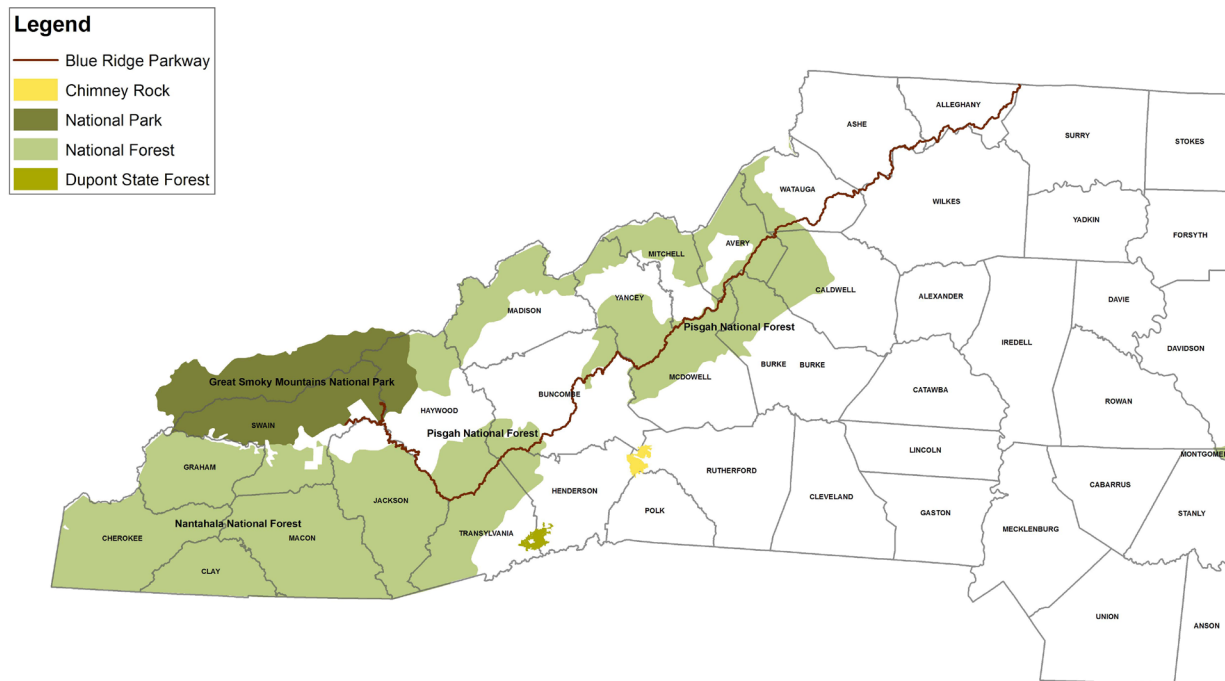 Legend
Blue Ridge Parkway
Chimney Rock
National Park
National Forest
Dupont State Forest
ALLEGHANY
ASHE
SURRY
STOKES
WATAUGA
WILKES
YADKIN
FORSYTH
AVERY
MITCHELL
CALDWELL
ALEXANDER
DAVIE
YANCEY
MADISON
Pisgah National Forest
IREDELL
DAVIDSON
BURKE
BURKE
MCDOWELL
Great Smoky Mountains National Park
BUNCOMBE
CATAWBA
ROWAN
HAYWOOD
SWAIN
Pisgah National Forest
LINCOLN
MONTGOMER
GRAHAM
RUTHERFORD
CABARRUS
HENDERSON
JACKSON
CLEVELAND
GASTON
POLK
STANLY
Nantahala National Forest
MECKLENBURG
CHEROKEE
MACON
TRANSYLVANIA
CLAY
UNION
ANSON